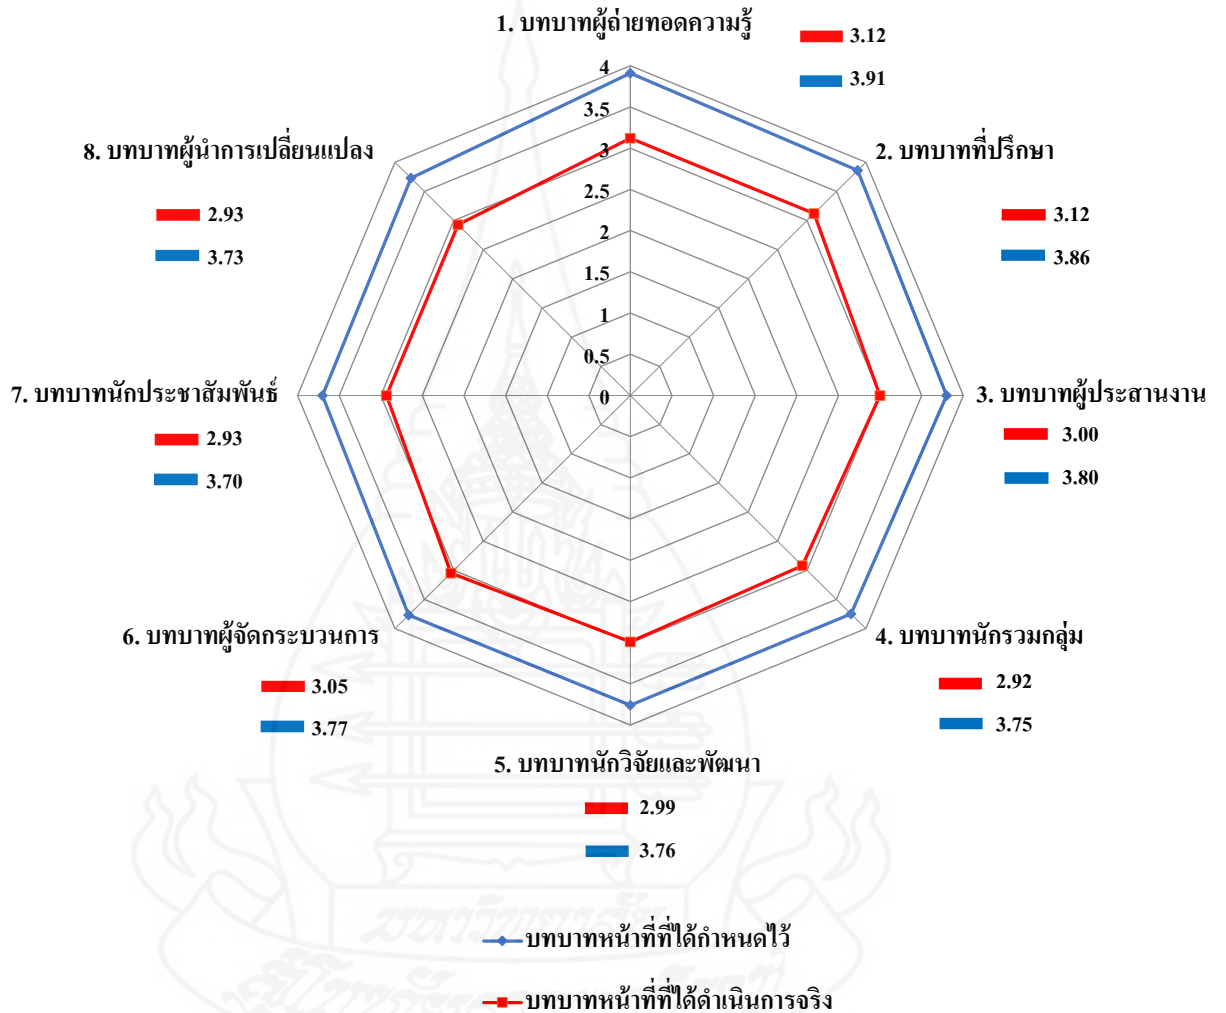 1. บทบาทผู้ถ่ายทอดความรู้
3.12
3.91
4
3.5
3
2.5
2
1.5
1
0.5
0
8. บทบาทผู้นำการเปลี่ยนแปลง
2.93
3.73
2. บทบาทที่ปรึกษา
3.12
3.86
7. บทบาทนักประชาสัมพันธ์
2.93
3.70
3. บทบาทผู้ประสานงาน
3.00
3.80
6. บทบาทผู้จัดกระบวนการ
3.05
3.77
4. บทบาทนักรวมกลุ่ม
2.92
3.75
5. บทบาทนักวิจัยและพัฒนา
2.99
3.76
บทบาทหน้าที่ที่ได้กำหนดไว้
บทบาทหน้าที่ที่ได้ดำเนินการจริง